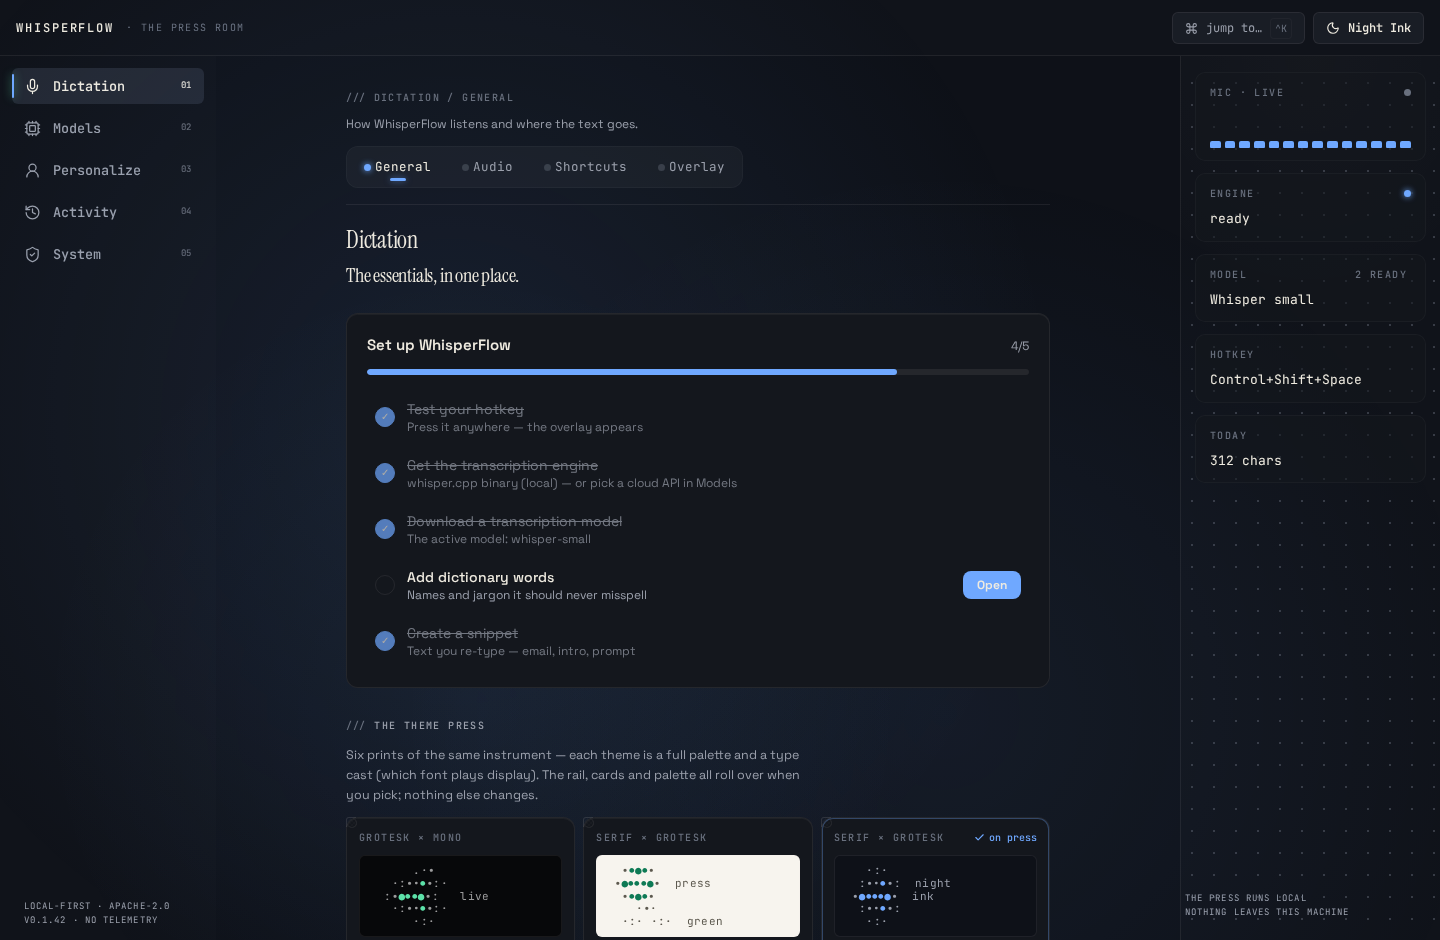 WHISPERFLOW · THE PRESS ROOM
⌘ jump to… ^K
Night Ink
Dictation 01
Models 02
Personalize 03
Activity 04
System 05
LOCAL-FIRST · APACHE-2.0
V0.1.42 · NO TELEMETRY
/// DICTATION / GENERAL
How WhisperFlow listens and where the text goes.
General Audio Shortcuts Overlay
Dictation
The essentials, in one place.
Set up WhisperFlow 4/5
Test your hotkey
Press it anywhere — the overlay appears
Get the transcription engine
whisper.cpp binary (local) — or pick a cloud API in Models
Download a transcription model
The active model: whisper-small
Add dictionary words
Names and jargon it should never misspell
Open
Create a snippet
Text you re-type — email, intro, prompt
/// THE THEME PRESS
Six prints of the same instrument — each theme is a full palette and a type
cast (which font plays display). The rail, cards and palette all roll over when
you pick; nothing else changes.
GROTESK × MONO
live
SERIF × GROTESK
press
green
SERIF × GROTESK ✓ on press
night
ink
MIC · LIVE
ENGINE
ready
MODEL 2 READY
Whisper small
HOTKEY
Control+Shift+Space
TODAY
312 chars
THE PRESS RUNS LOCAL
NOTHING LEAVES THIS MACHINE